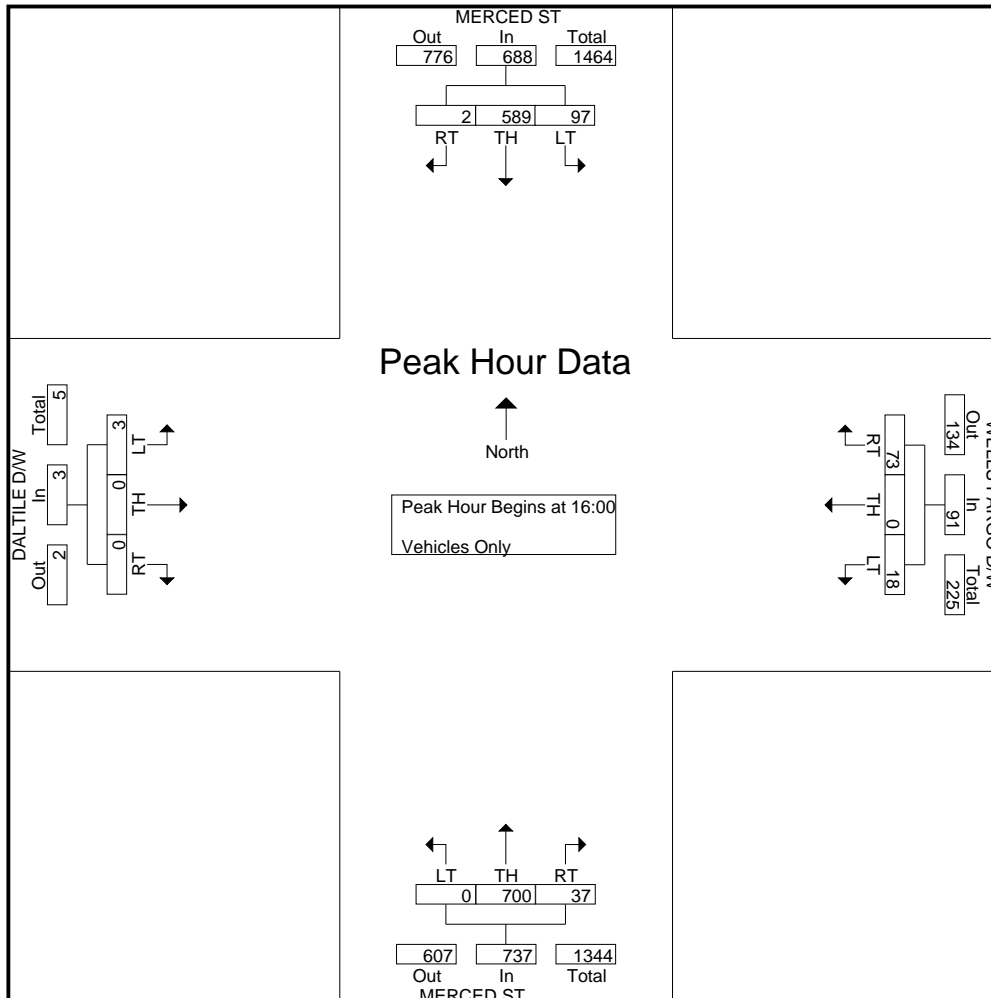 MERCED ST
Out In Total
776 688 1464
2 589 97
RT TH LT
Peak Hour Data
North
Peak Hour Begins at 16:00
Vehicles Only
DALTILE D/W
Total In Out
5 3 2
3 0 0
LT TH RT
Out In Total
134 91 225
73 0 18
RT TH LT
LT TH RT
0 700 37
607 737 1344
Out In Total
MERCED ST